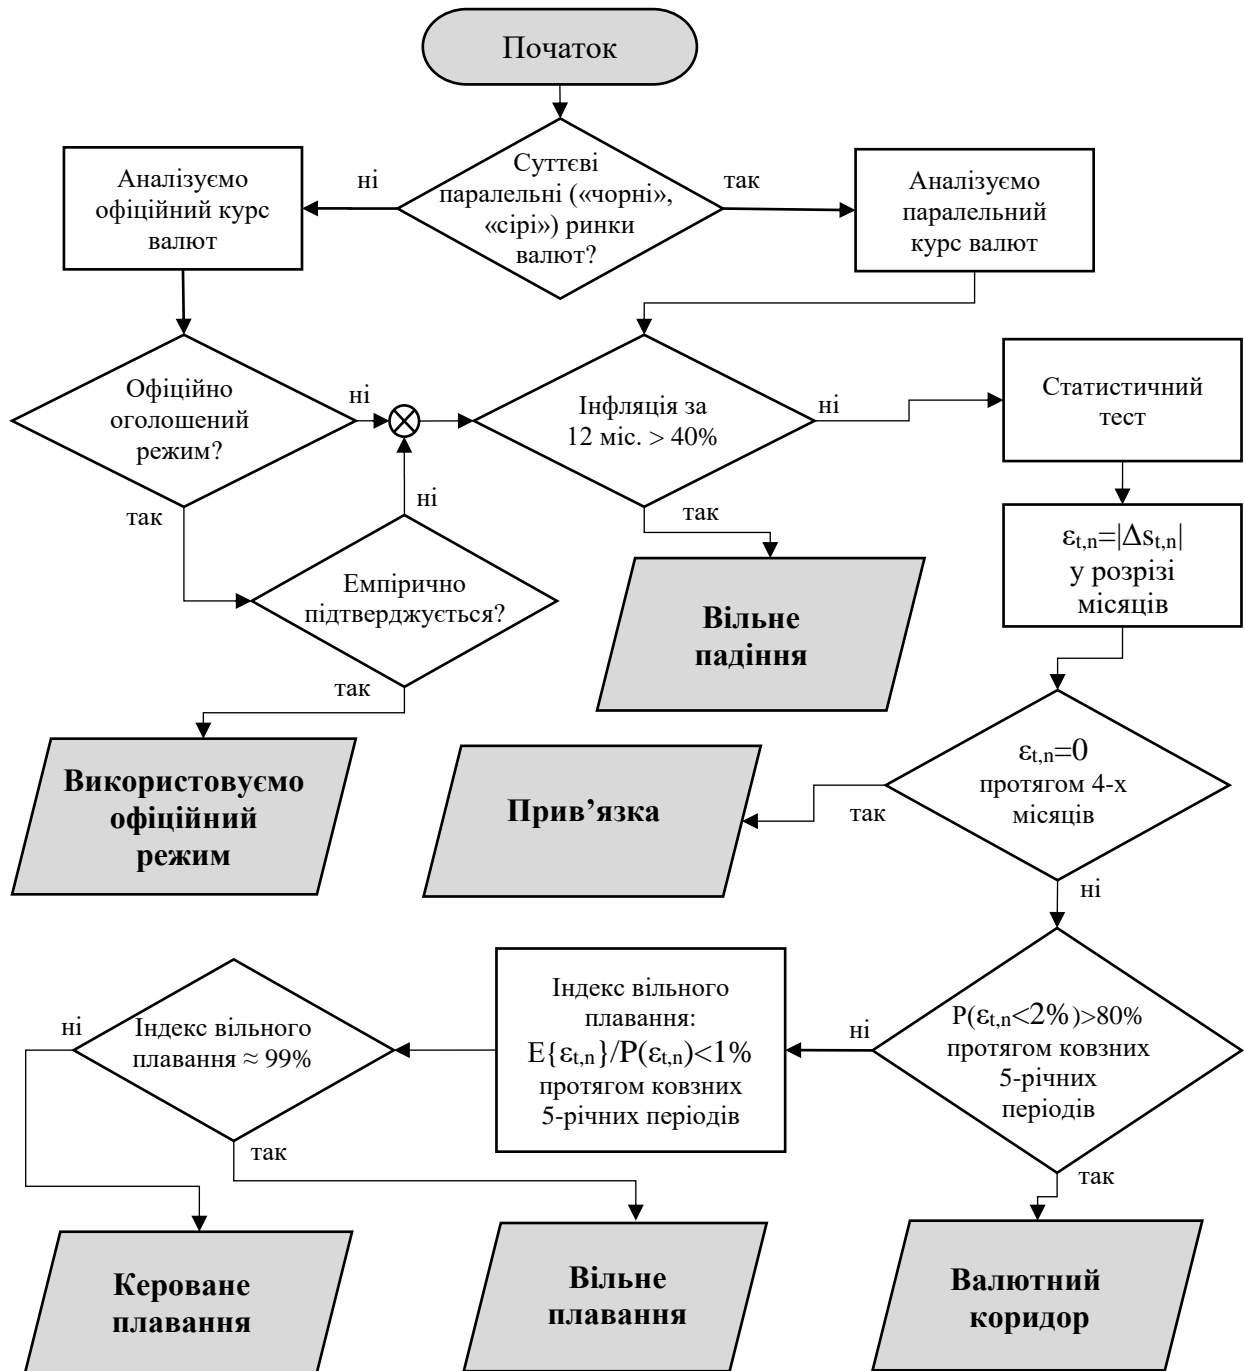 Початок
Суттєві
паралельні («чорні»,
«сірі») ринки
валют?
ні
так
Аналізуємо
офіційний курс
валют
Аналізуємо
паралельний
курс валют
Офіційно
оголошений
режим?
ні
так
Інфляція за
12 міс. > 40%
ні
так
Статистичний
тест
ні
Емпірично
підтверджується?
так
εt,n=|Δst,n|
у розрізі
місяців
Вільне
падіння
Використовуємо
офіційний
режим
Прив’язка
εt,n=0
протягом 4-х
місяців
так
ні
P(εt,n<2%)>80%
протягом ковзних
5-річних
періодів
ні
так
Індекс вільного
плавання:
E{εt,n}/P(εt,n)<1%
протягом ковзних
5-річних періодів
Індекс вільного
плавання ≈ 99%
ні
так
Кероване
плавання
Вільне
плавання
Валютний
коридор